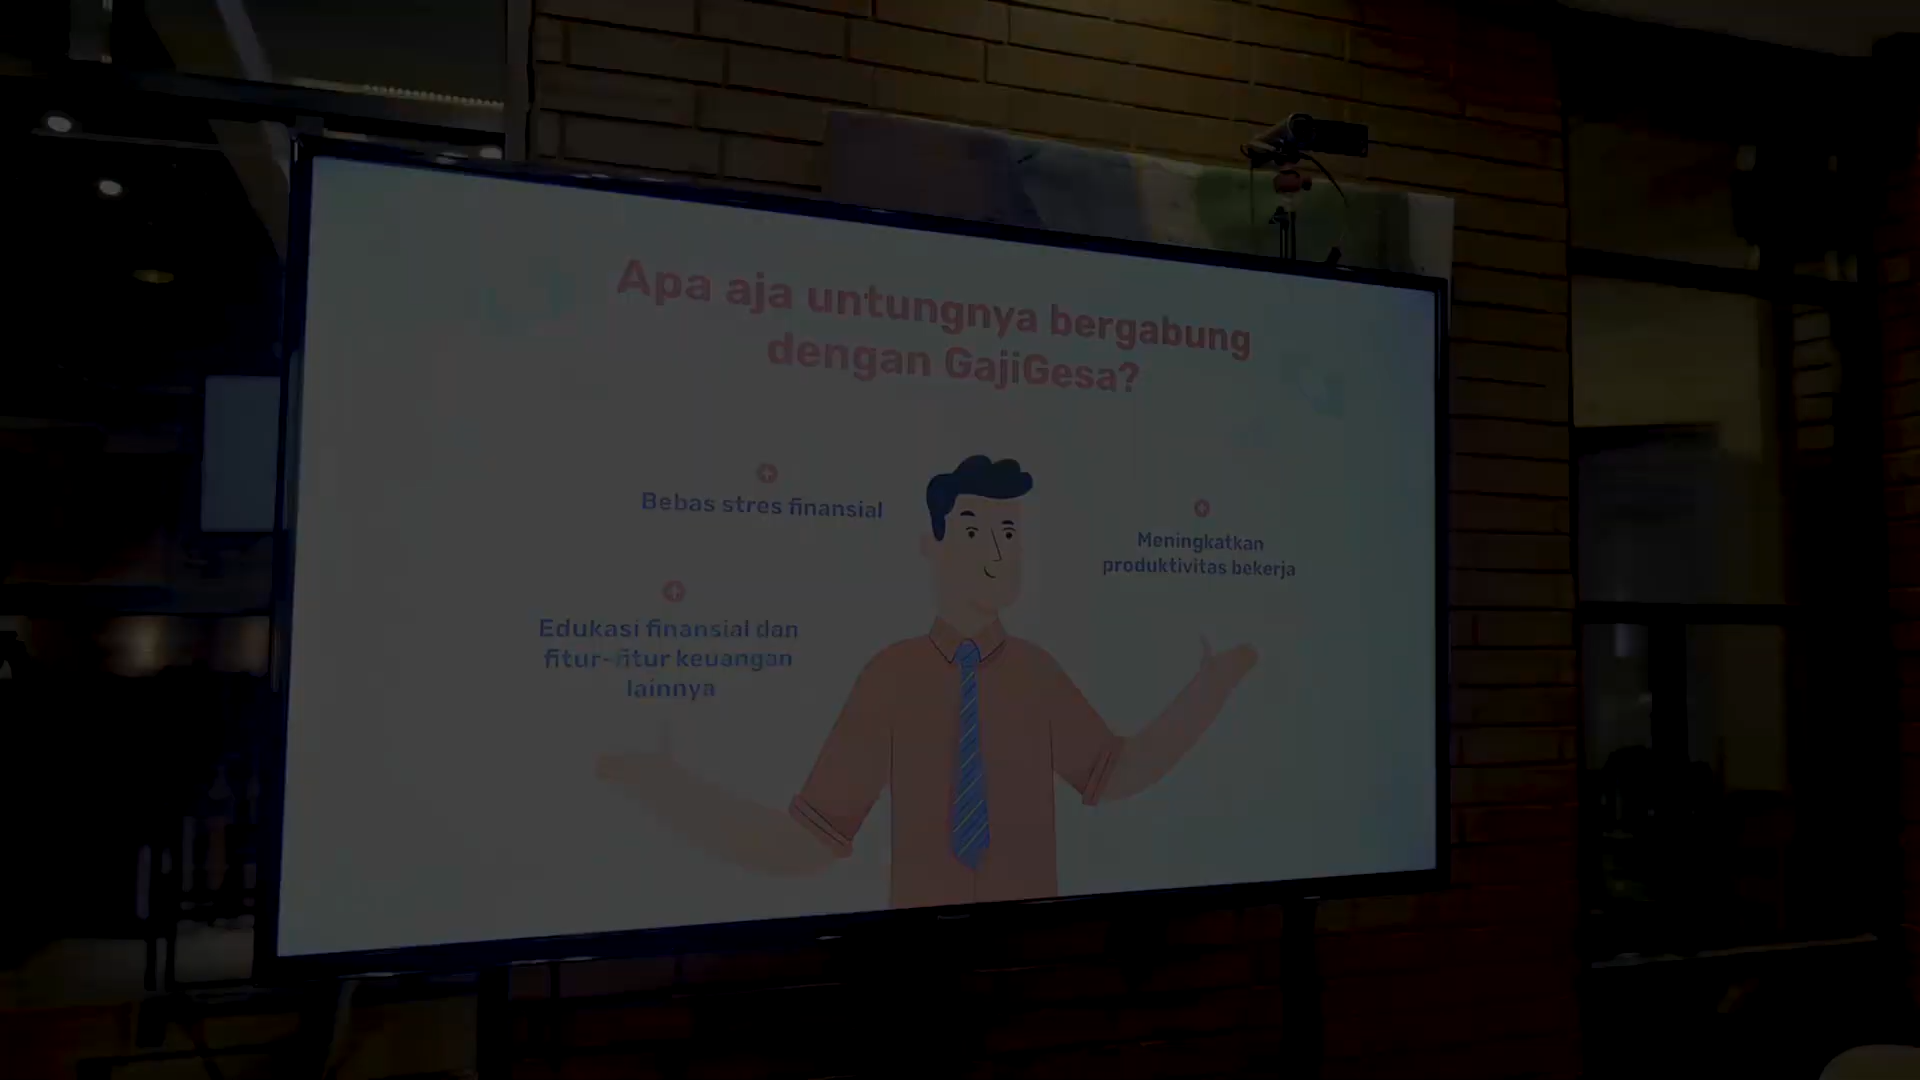 Apa aja untungnya bergabung
dengan GajiGesa?
Bebas stres finansial
Meningkatkan
produktivitas bekerja
Edukasi finansial dan
fitur-fitur keuangan
lainnya